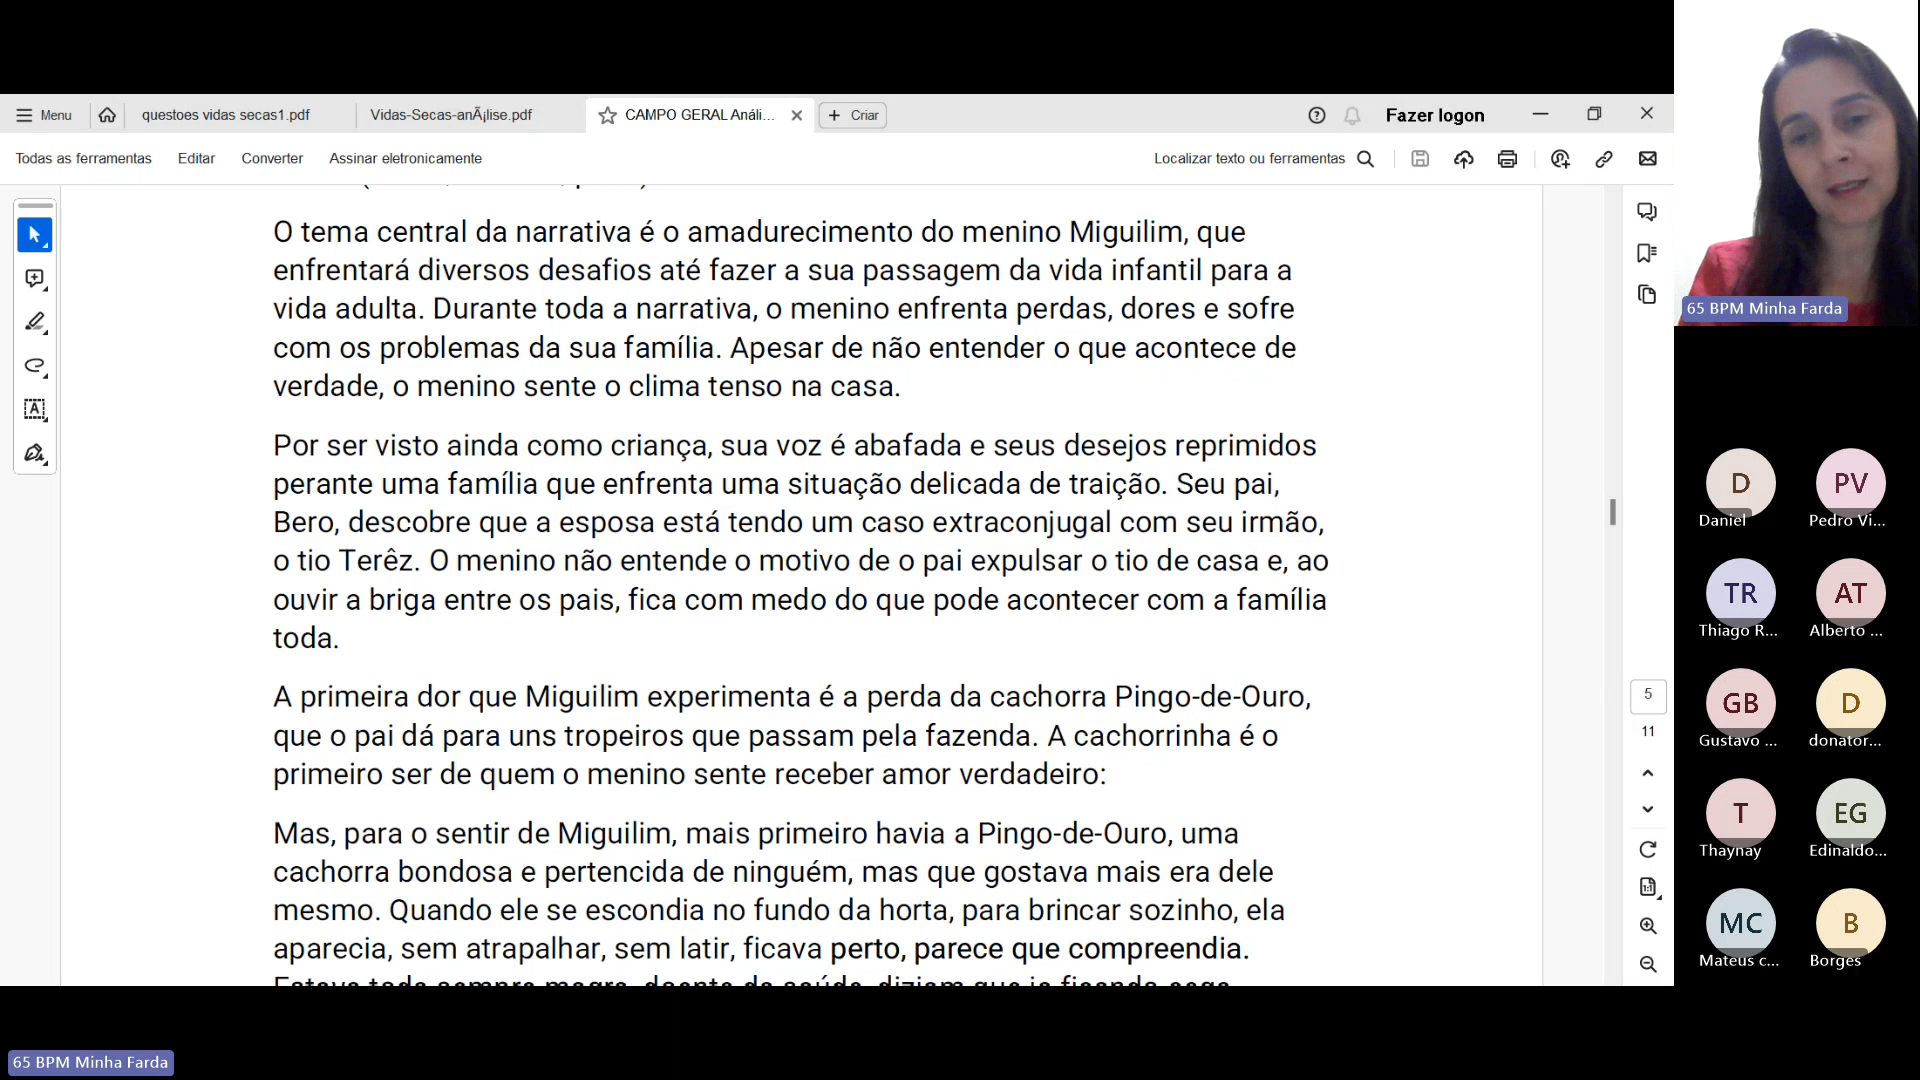 Menu
questoes vidas secas1.pdf
Vidas-Secas-anÃ¡lise.pdf
CAMPO GERAL Análi...
Criar
Fazer logon
Todas as ferramentas
Editar
Converter
Assinar eletronicamente
Localizar texto ou ferramentas
O tema central da narrativa é o amadurecimento do menino Miguilim, que
enfrentará diversos desafios até fazer a sua passagem da vida infantil para a
vida adulta. Durante toda a narrativa, o menino enfrenta perdas, dores e sofre
com os problemas da sua família. Apesar de não entender o que acontece de
verdade, o menino sente o clima tenso na casa.
Por ser visto ainda como criança, sua voz é abafada e seus desejos reprimidos
perante uma família que enfrenta uma situação delicada de traição. Seu pai,
Bero, descobre que a esposa está tendo um caso extraconjugal com seu irmão,
o tio Terêz. O menino não entende o motivo de o pai expulsar o tio de casa e, ao
ouvir a briga entre os pais, fica com medo do que pode acontecer com a família
toda.
A primeira dor que Miguilim experimenta é a perda da cachorra Pingo-de-Ouro,
que o pai dá para uns tropeiros que passam pela fazenda. A cachorrinha é o
primeiro ser de quem o menino sente receber amor verdadeiro:
Mas, para o sentir de Miguilim, mais primeiro havia a Pingo-de-Ouro, uma
cachorra bondosa e pertencida de ninguém, mas que gostava mais era dele
mesmo. Quando ele se escondia no fundo da horta, para brincar sozinho, ela
aparecia, sem atrapalhar, sem latir, ficava perto, parece que compreendia.
5
11
1:1
65 BPM Minha Farda
D
Daniel
PV
Pedro Vi...
TR
Thiago R...
AT
Alberto ...
GB
Gustavo ...
D
donator...
T
Thaynay
EG
Edinaldo...
MC
Mateus c...
B
Borges
65 BPM Minha Farda